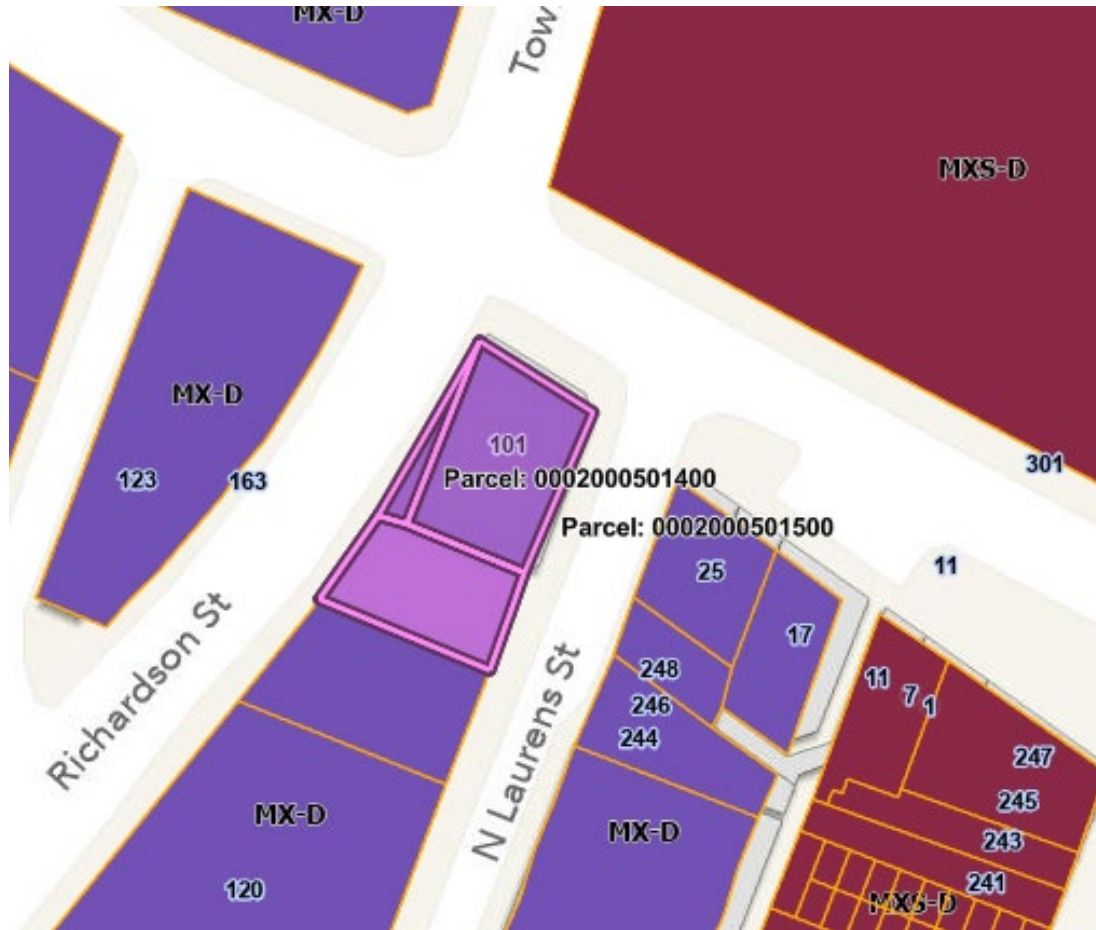 MX-D
Tow
MXS-D
MX-D
123
163
101
Parcel: 0002000501400
Parcel: 0002000501500
301
11
25
17
248
246
244
11
7
1
247
245
243
241
MXS-D
Richardson St
N Laurens St
MX-D
MX-D
120